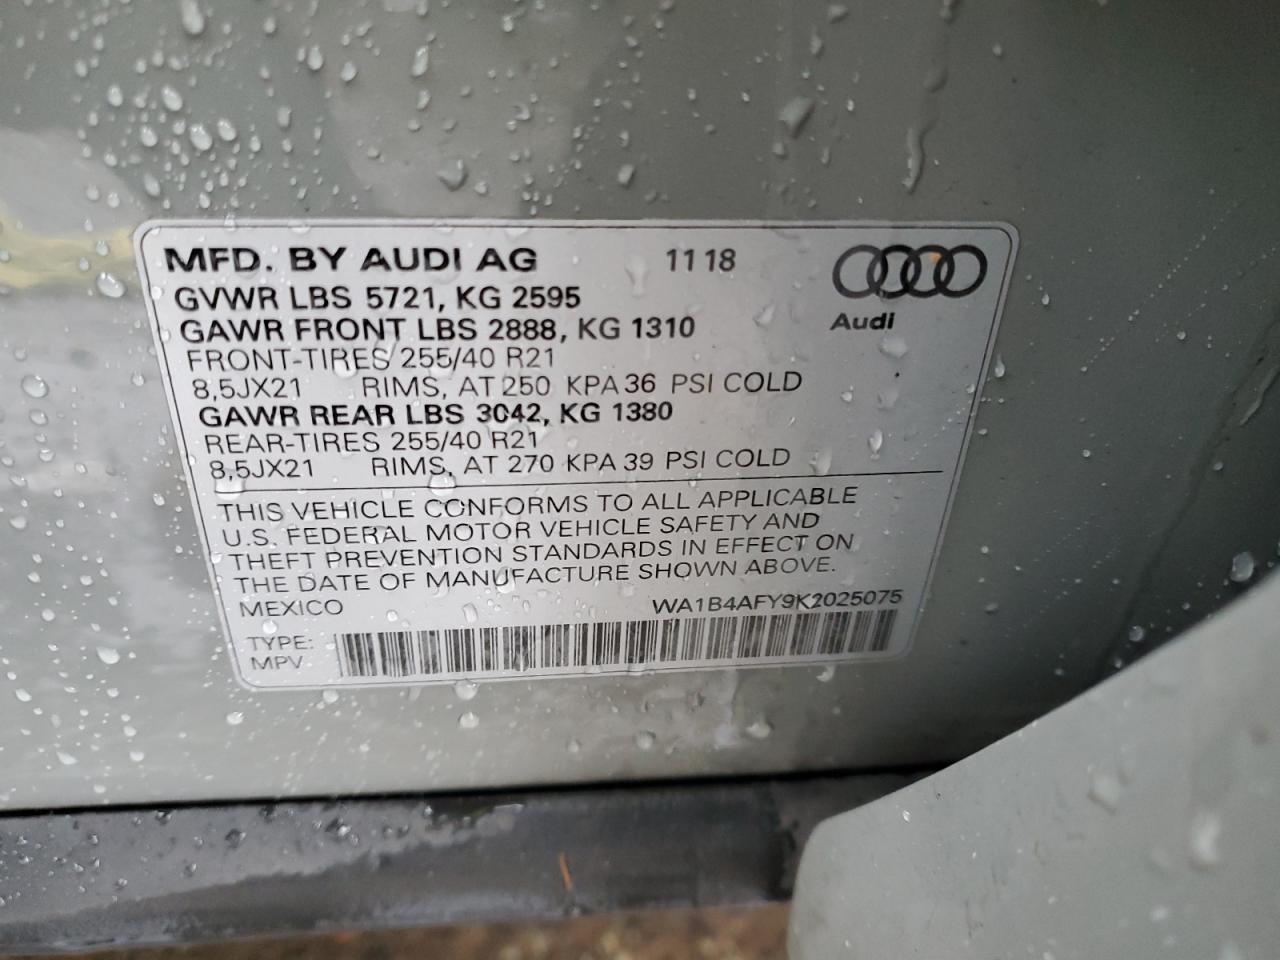 MFD. BY AUDI AG 11 18
GVWR LBS 5721, KG 2595
GAWR FRONT LBS 2888, KG 1310
Audi
FRONT-TIRES 255/40 R21
8,5JX21 RIMS, AT 250 KPA 36 PSI COLD
GAWR REAR LBS 3042, KG 1380
REAR-TIRES 255/40 R21
8,5JX21 RIMS, AT 270 KPA 39 PSI COLD
THIS VEHICLE CONFORMS TO ALL APPLICABLE
U.S. FEDERAL MOTOR VEHICLE SAFETY AND
THEFT PREVENTION STANDARDS IN EFFECT ON
THE DATE OF MANUFACTURE SHOWN ABOVE.
MEXICO WA1B4AFY9K2025075
TYPE:
MPV